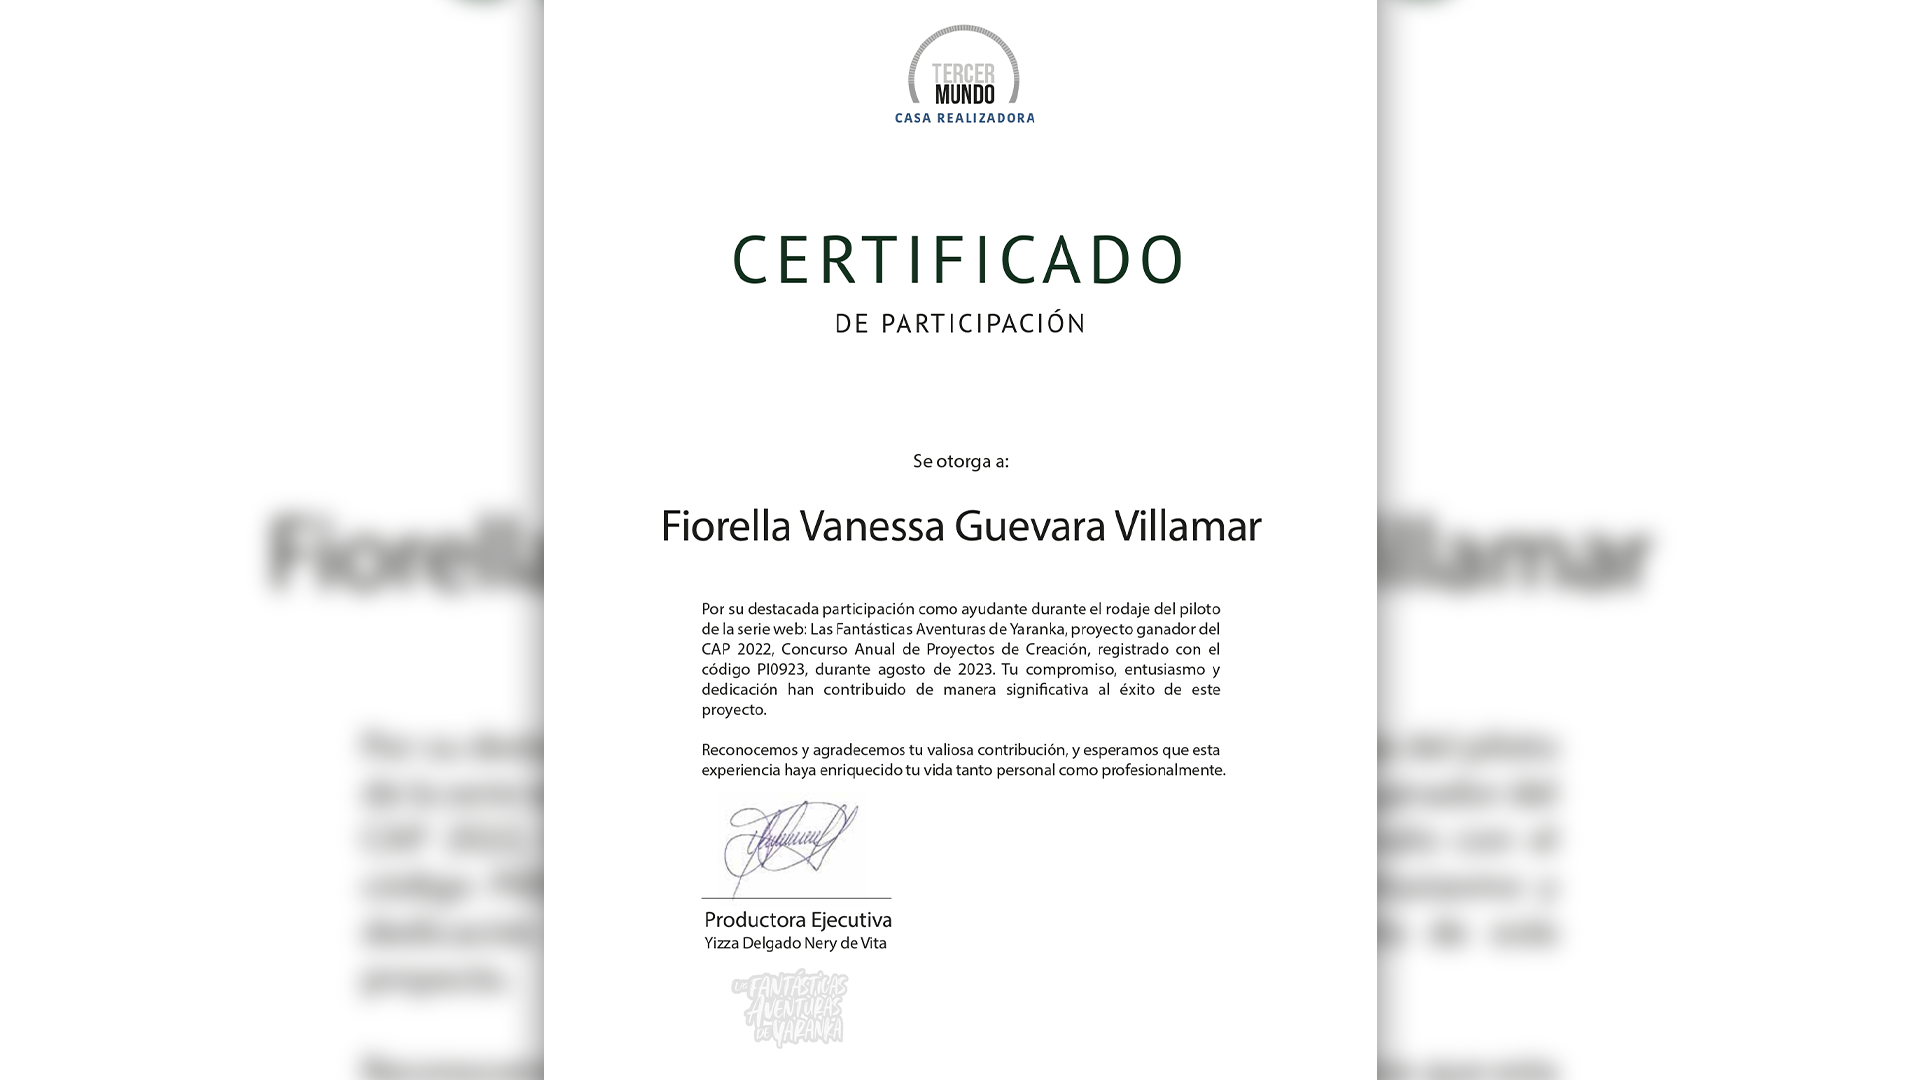 TERCER
MUNDO
CASA REALIZADORA
CERTIFICADO
DE PARTICIPACIÓN
Se otorga a:
Fiorella Vanessa Guevara Villamar
Por su destacada participación como ayudante durante el rodaje del piloto
de la serie web: Las Fantásticas Aventuras de Yaranka, proyecto ganador del
CAP 2022, Concurso Anual de Proyectos de Creación, registrado con el
código PI0923, durante agosto de 2023. Tu compromiso, entusiasmo y
dedicación han contribuido de manera significativa al éxito de este
proyecto.
Reconocemos y agradecemos tu valiosa contribución, y esperamos que esta
experiencia haya enriquecido tu vida tanto personal como profesionalmente.
Productora Ejecutiva
Yizza Delgado Nery de Vita
LAS FANTÁSTICAS
AVENTURAS
DE YARANKA